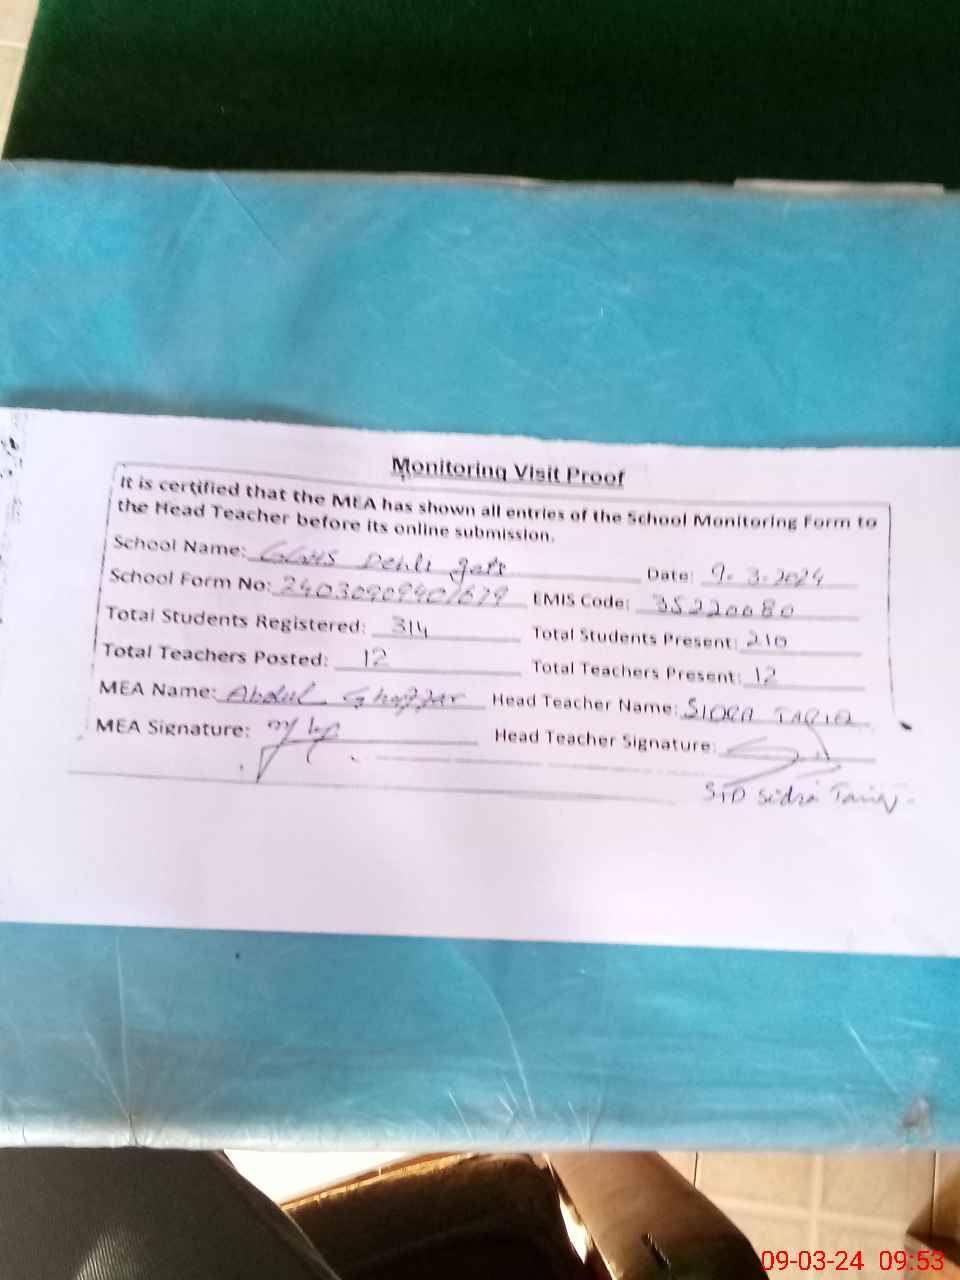 Monitoring Visit Proof
It is certified that the MEA has shown all entries of the School Monitoring Form to
the Head Teacher before its online submission.
School Name: Dehli gate Date: 9.3.2024
School Form No: EMIS Code: 35220080
Total Students Registered: 314 Total Students Present: 210
Total Teachers Posted: 12 Total Teachers Present: 12
MEA Name: Abdul Ghaffar Head Teacher Name: SIDRA TARIQ
MEA Signature: Head Teacher Signature:
Sidra Tariq
09-03-24 09:53